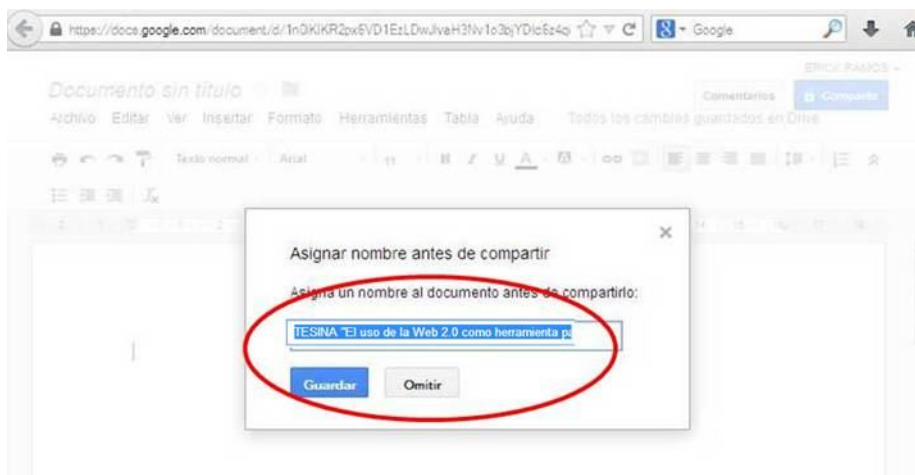 https://docs.google.com/document/d/
Google
ERICK RAMOS
Documento sin título
Comentarios
Compartir
Archivo Editar Ver Insertar Formato Herramientas Tabla Ayuda Todos los cambios guardados en Drive
Texto normal Arial 11 B I U A
Asignar nombre antes de compartir
Asigna un nombre al documento antes de compartirlo:
TESINA "El uso de la Web 2.0 como herramienta pa
Guardar Omitir